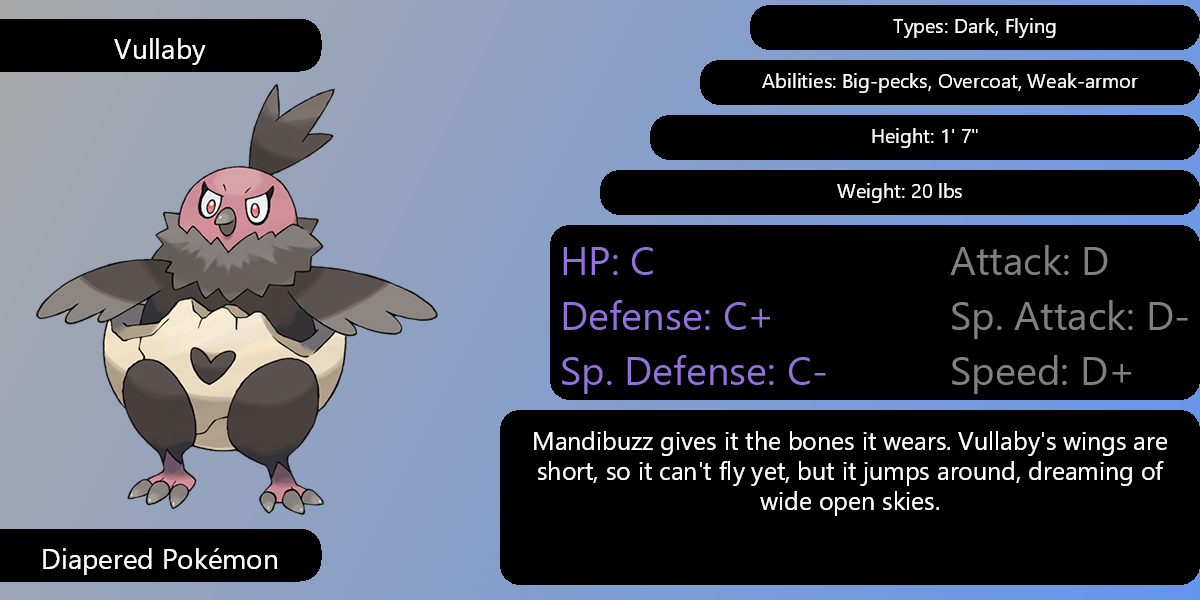 Vullaby
Types: Dark, Flying
Abilities: Big-pecks, Overcoat, Weak-armor
Height: 1' 7"
Weight: 20 lbs
HP: C
Attack: D
Defense: C+
Sp. Attack: D-
Sp. Defense: C-
Speed: D+
Mandibuzz gives it the bones it wears. Vullaby's wings are
short, so it can't fly yet, but it jumps around, dreaming of
wide open skies.
Diapered Pokémon